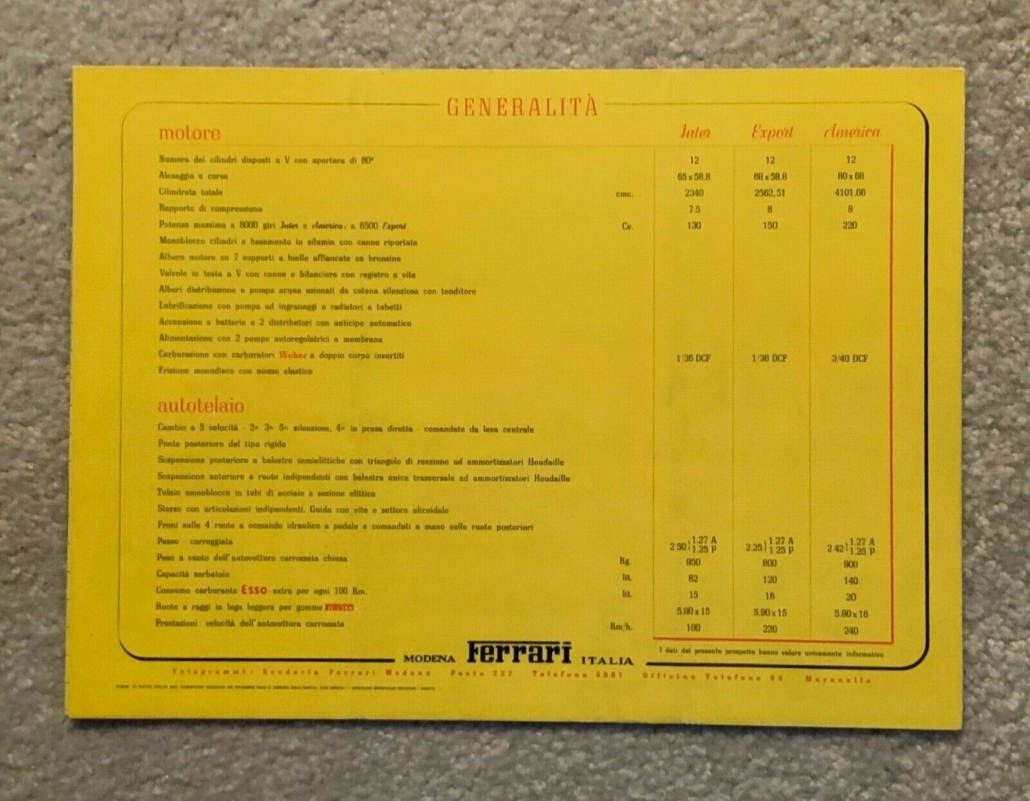 GENERALITÀ
motore Inter Export America
Numero dei cilindri disposti a V con apertura di 60° 12 12 12
Alesaggio e corsa 65 x 58.8 68 x 58.8 80 x 68
Cilindrata totale cmc. 2340 2562,51 4101.66
Rapporto di compressione 7.5 8 8
Potenza massima a 6000 giri Inter e America; a 6500 Export Cv. 130 150 220
Monoblocco cilindri e basamento in silumin con canne riportate
Albero motore su 7 supporti e bielle affiancate su bronzine
Valvole in testa a V con camme e bilanciere con registro a vite
Alberi distribuzione e pompa acqua azionati da catena silenziosa con tenditore
Lubrificazione con pompa ad ingranaggi e radiatori a tubetti
Accensione a batteria a 2 distributori con anticipo automatico
Alimentazione con 2 pompe autoregolatrici a membrana
Carburazione con carburatori Weber a doppio corpo invertiti 1/36 DCF 1/36 DCF 3/40 DCF
Frizione monodisco con mozzo elastico
autotelaio
Cambio a 5 velocità - 2ª 3ª 5ª silenziose, 4ª in presa diretta - comandate da leva centrale
Ponte posteriore del tipo rigido
Sospensione posteriore a balestre semielittiche con triangolo di reazione ad ammortizzatori Houdaille
Sospensione anteriore a ruote indipendenti con balestra unica trasversale ad ammortizzatori Houdaille
Telaio monoblocco in tubi di acciaio a sezione elittica
Sterzo con articolazioni indipendenti. Guida con vite e settore elicoidale
Freni sulle 4 ruote a comando idraulico a pedale e comandati a mano sulle ruote posteriori
Passo - carreggiata 2.50 } 1.27 A 1.25 P 2.25 } 1.27 A 1.25 P 2.42 } 1.27 A 1.25 P
Peso a vuoto dell'autovettura carrozzata chiusa Kg. 950 800 900
Capacità serbatoio lit. 82 120 140
Consumo carburante ESSO extra per ogni 100 Km. lit. 15 16 20
Ruote a raggi in lega leggera per gomme PIRELLI 5.90 x 15 5.90 x 15 5.90 x 16
Prestazioni: velocità dell'autovettura carrozzata Km/h. 180 220 240
I dati del presente prospetto hanno valore unicamente informativo
MODENA Ferrari ITALIA
Telegrammi: Scuderia Ferrari Modena Posta 237 Telefono 4081 Officine Telefono 64 Maranello